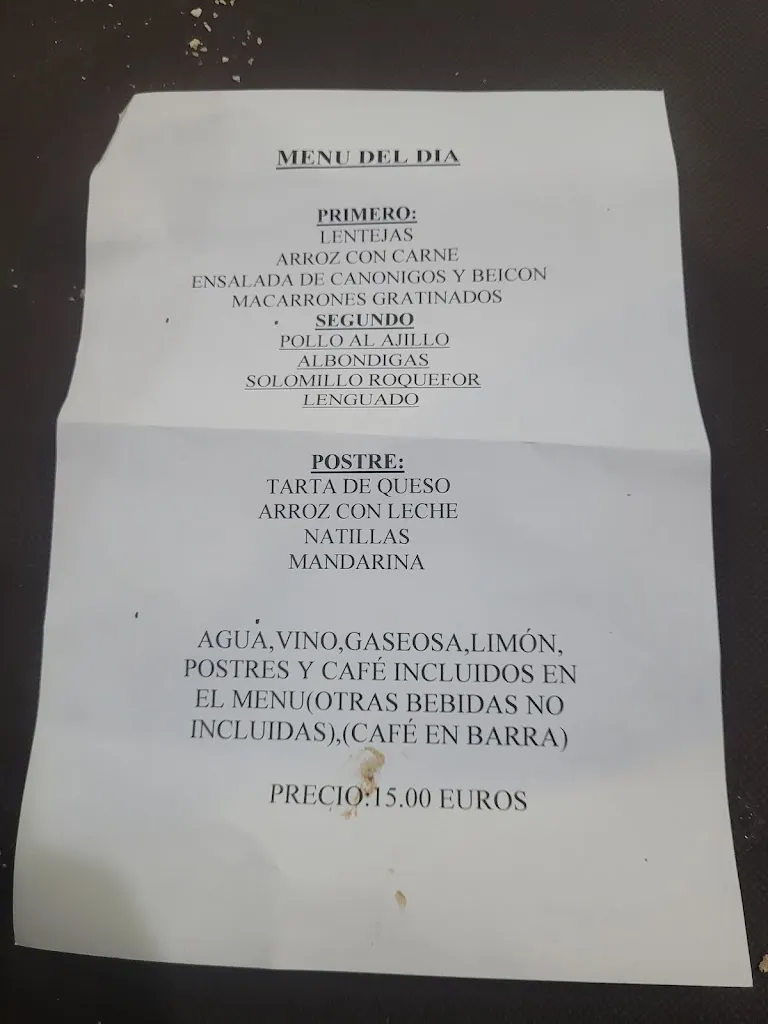 MENU DEL DIA
PRIMERO:
LENTEJAS
ARROZ CON CARNE
ENSALADA DE CANONIGOS Y BEICON
MACARRONES GRATINADOS
SEGUNDO
POLLO AL AJILLO
ALBONDIGAS
SOLOMILLO ROQUEFOR
LENGUADO
POSTRE:
TARTA DE QUESO
ARROZ CON LECHE
NATILLAS
MANDARINA
AGUA,VINO,GASEOSA,LIMÓN,
POSTRES Y CAFÉ INCLUIDOS EN
EL MENU(OTRAS BEBIDAS NO
INCLUIDAS),(CAFÉ EN BARRA)
PRECIO:15.00 EUROS